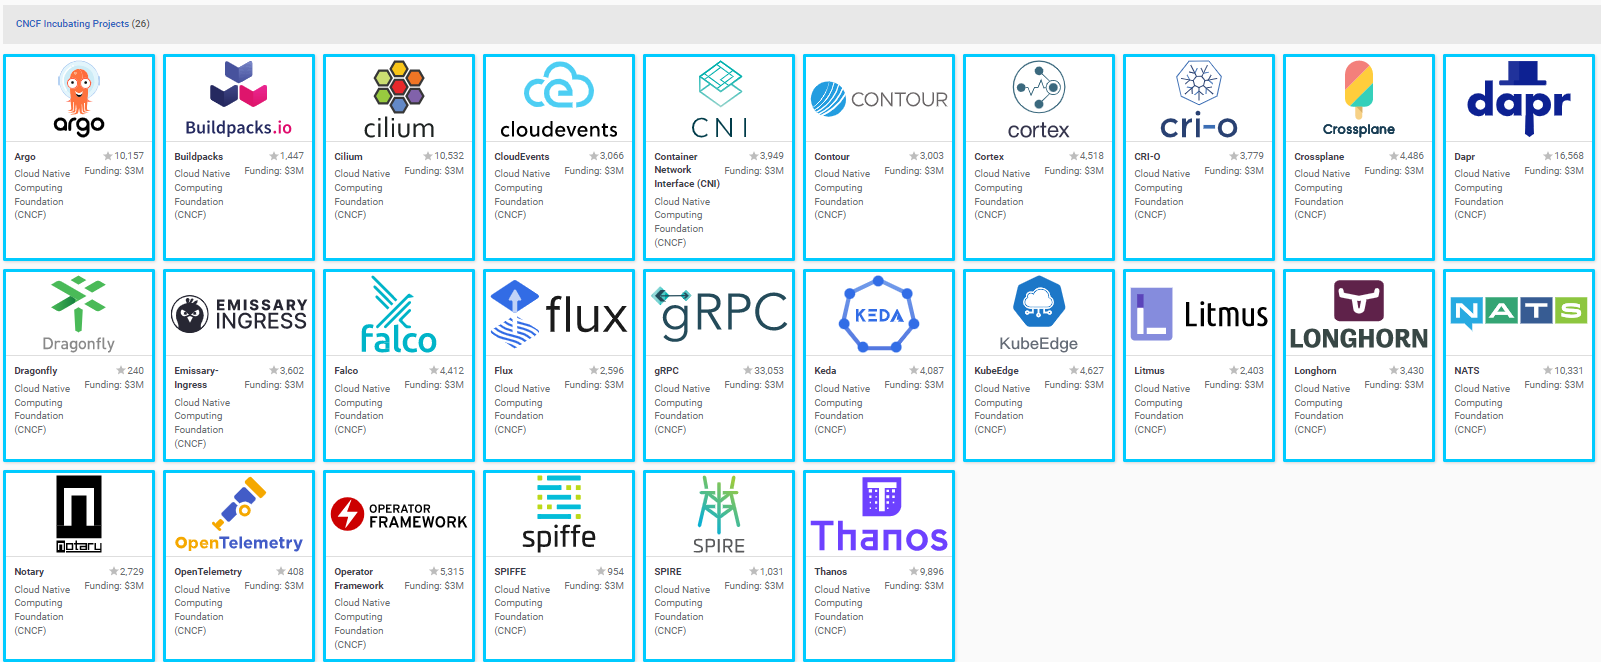 CNCF Incubating Projects (26)
argo
Argo
★10,157
Funding: $3M
Cloud Native
Computing
Foundation
(CNCF)
Buildpacks.io
Buildpacks
★1,447
Funding: $3M
Cloud Native
Computing
Foundation
(CNCF)
cilium
Cilium
★10,532
Funding: $3M
Cloud Native
Computing
Foundation
(CNCF)
cloudevents
CloudEvents
★3,066
Funding: $3M
Cloud Native
Computing
Foundation
(CNCF)
CNI
Container
Network
Interface (CNI)
★3,949
Funding: $3M
Cloud Native
Computing
Foundation
(CNCF)
CONTOUR
Contour
★3,003
Funding: $3M
Cloud Native
Computing
Foundation
(CNCF)
cortex
Cortex
★4,518
Funding: $3M
Cloud Native
Computing
Foundation
(CNCF)
cri-o
CRI-O
★3,779
Funding: $3M
Cloud Native
Computing
Foundation
(CNCF)
Crossplane
Crossplane
★4,486
Funding: $3M
Cloud Native
Computing
Foundation
(CNCF)
dapr
Dapr
★16,568
Funding: $3M
Cloud Native
Computing
Foundation
(CNCF)
Dragonfly
Dragonfly
★240
Funding: $3M
Cloud Native
Computing
Foundation
(CNCF)
EMISSARY
INGRESS
Emissary-
Ingress
★3,602
Funding: $3M
Cloud Native
Computing
Foundation
(CNCF)
falco
Falco
★4,412
Funding: $3M
Cloud Native
Computing
Foundation
(CNCF)
flux
Flux
★2,596
Funding: $3M
Cloud Native
Computing
Foundation
(CNCF)
gRPC
gRPC
★33,053
Funding: $3M
Cloud Native
Computing
Foundation
(CNCF)
KEDA
Keda
★4,087
Funding: $3M
Cloud Native
Computing
Foundation
(CNCF)
KubeEdge
KubeEdge
★4,627
Funding: $3M
Cloud Native
Computing
Foundation
(CNCF)
Litmus
Litmus
★2,403
Funding: $3M
Cloud Native
Computing
Foundation
(CNCF)
LONGHORN
Longhorn
★3,430
Funding: $3M
Cloud Native
Computing
Foundation
(CNCF)
NATS
NATS
★10,331
Funding: $3M
Cloud Native
Computing
Foundation
(CNCF)
notary
Notary
★2,729
Funding: $3M
Cloud Native
Computing
Foundation
(CNCF)
OpenTelemetry
OpenTelemetry
★408
Funding: $3M
Cloud Native
Computing
Foundation
(CNCF)
OPERATOR
FRAMEWORK
Operator
Framework
★5,315
Funding: $3M
Cloud Native
Computing
Foundation
(CNCF)
spiffe
SPIFFE
★954
Funding: $3M
Cloud Native
Computing
Foundation
(CNCF)
SPIRE
SPIRE
★1,031
Funding: $3M
Cloud Native
Computing
Foundation
(CNCF)
Thanos
Thanos
★9,896
Funding: $3M
Cloud Native
Computing
Foundation
(CNCF)